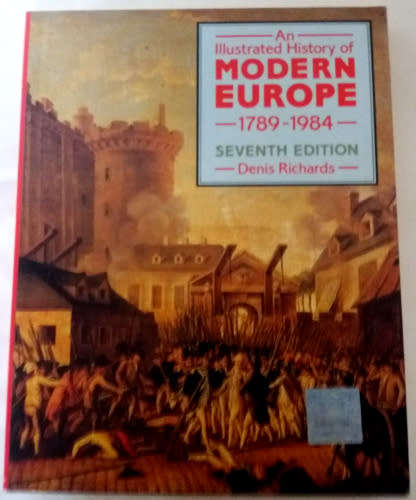 An
Illustrated History of
MODERN
EUROPE
1789-1984
SEVENTH EDITION
Denis Richards